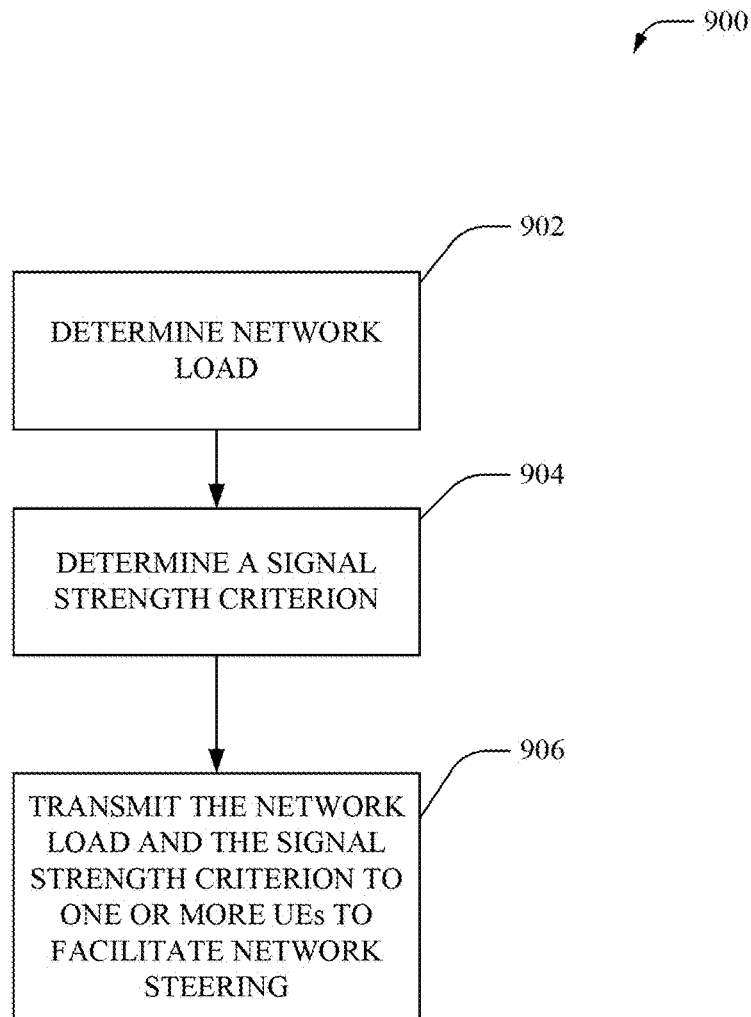 900
902
DETERMINE NETWORK
LOAD
904
DETERMINE A SIGNAL
STRENGTH CRITERION
906
TRANSMIT THE NETWORK
LOAD AND THE SIGNAL
STRENGTH CRITERION TO
ONE OR MORE UEs TO
FACILITATE NETWORK
STEERING